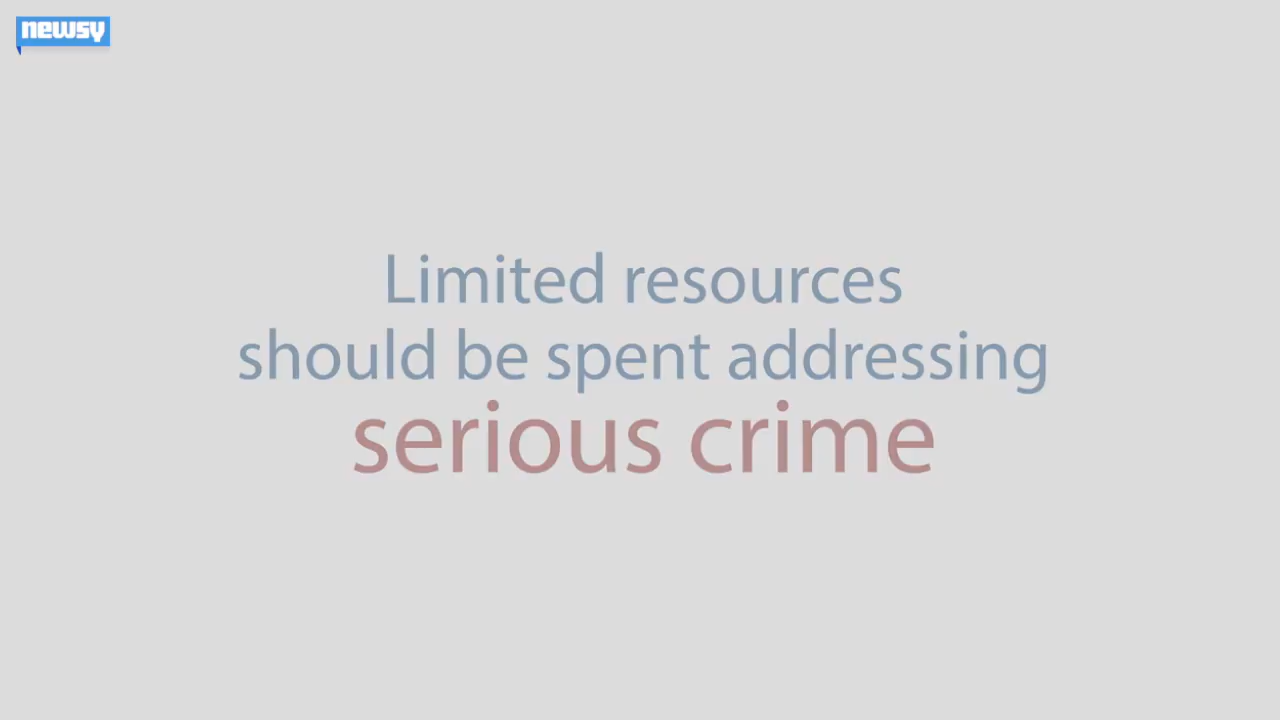 newsy
Limited resources
should be spent addressing
serious crime